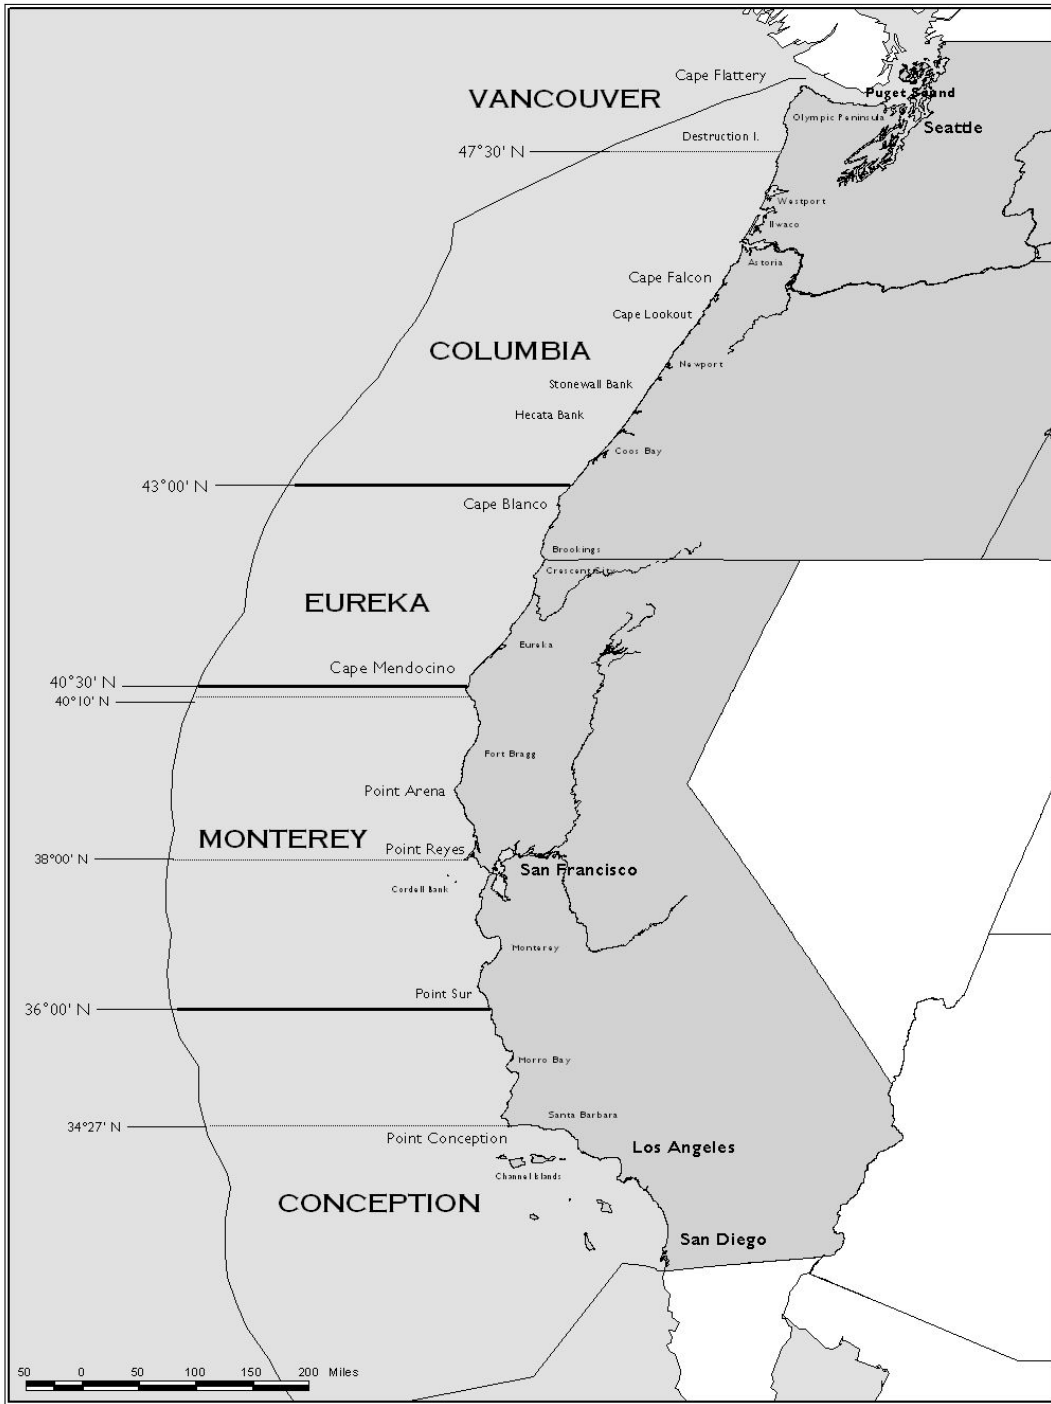 Cape Flattery
Puget Sound
VANCOUVER
Olympic Peninsula
Seattle
Destruction I.
47°30' N
Westport
Ilwaco
Astoria
Cape Falcon
Cape Lookout
COLUMBIA
Newport
Stonewall Bank
Hecata Bank
Coos Bay
43°00' N
Cape Blanco
Brookings
Crescent City
EUREKA
Eureka
Cape Mendocino
40°30' N
40°10' N
Fort Bragg
Point Arena
MONTEREY
Point Reyes
38°00' N
San Francisco
Cordell Bank
Monterey
Point Sur
36°00' N
Morro Bay
Santa Barbara
34°27' N
Point Conception
Los Angeles
Channel Islands
CONCEPTION
San Diego
50 0 50 100 150 200 Miles